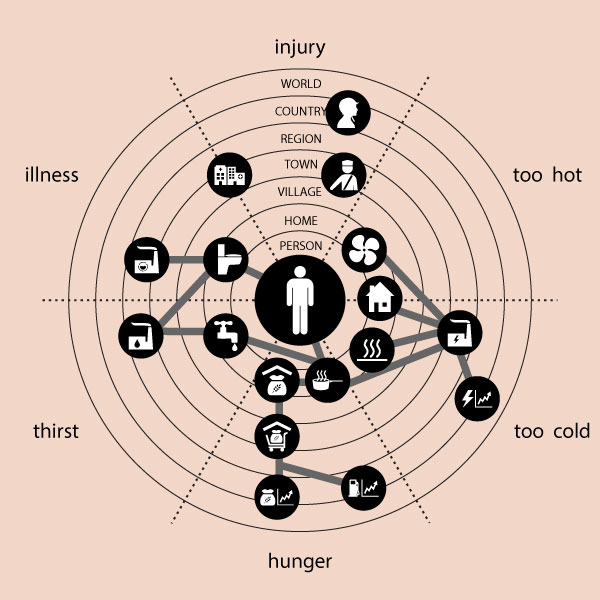 injury
WORLD
COUNTRY
REGION
TOWN
VILLAGE
HOME
PERSON
illness
too hot
thirst
too cold
hunger